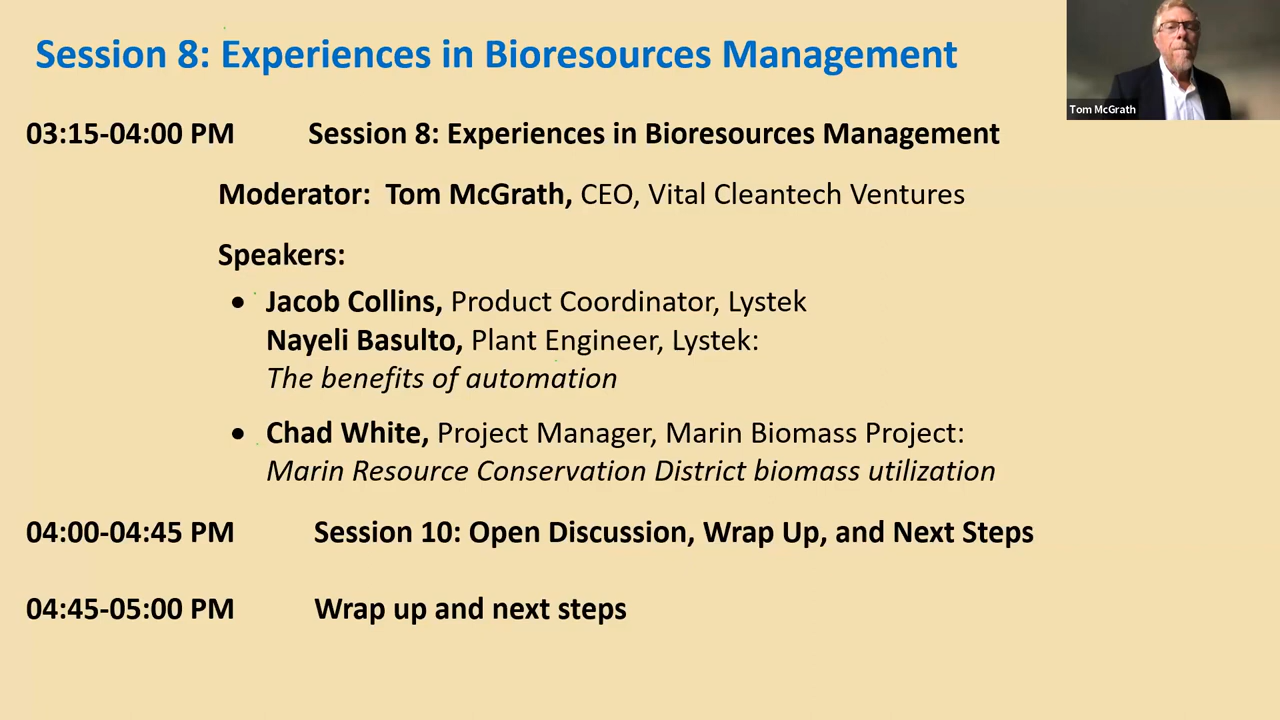 Session 8: Experiences in Bioresources Management
Tom McGrath
03:15-04:00 PM Session 8: Experiences in Bioresources Management
Moderator: Tom McGrath, CEO, Vital Cleantech Ventures
Speakers:
• Jacob Collins, Product Coordinator, Lystek
Nayeli Basulto, Plant Engineer, Lystek:
The benefits of automation
• Chad White, Project Manager, Marin Biomass Project:
Marin Resource Conservation District biomass utilization
04:00-04:45 PM Session 10: Open Discussion, Wrap Up, and Next Steps
04:45-05:00 PM Wrap up and next steps